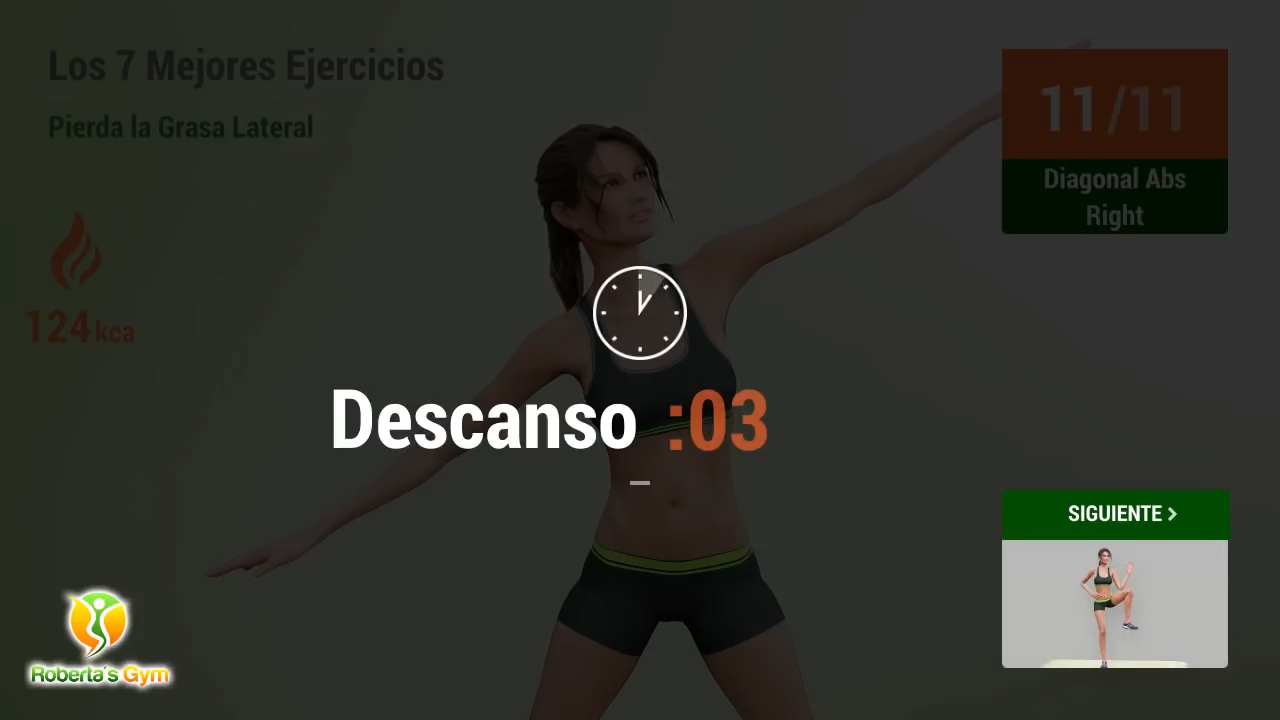 Los 7 Mejores Ejercicios
Pierda la Grasa Lateral
11/11
Diagonal Abs
Right
124 kca
Descanso :03
SIGUIENTE >
Roberta's Gym